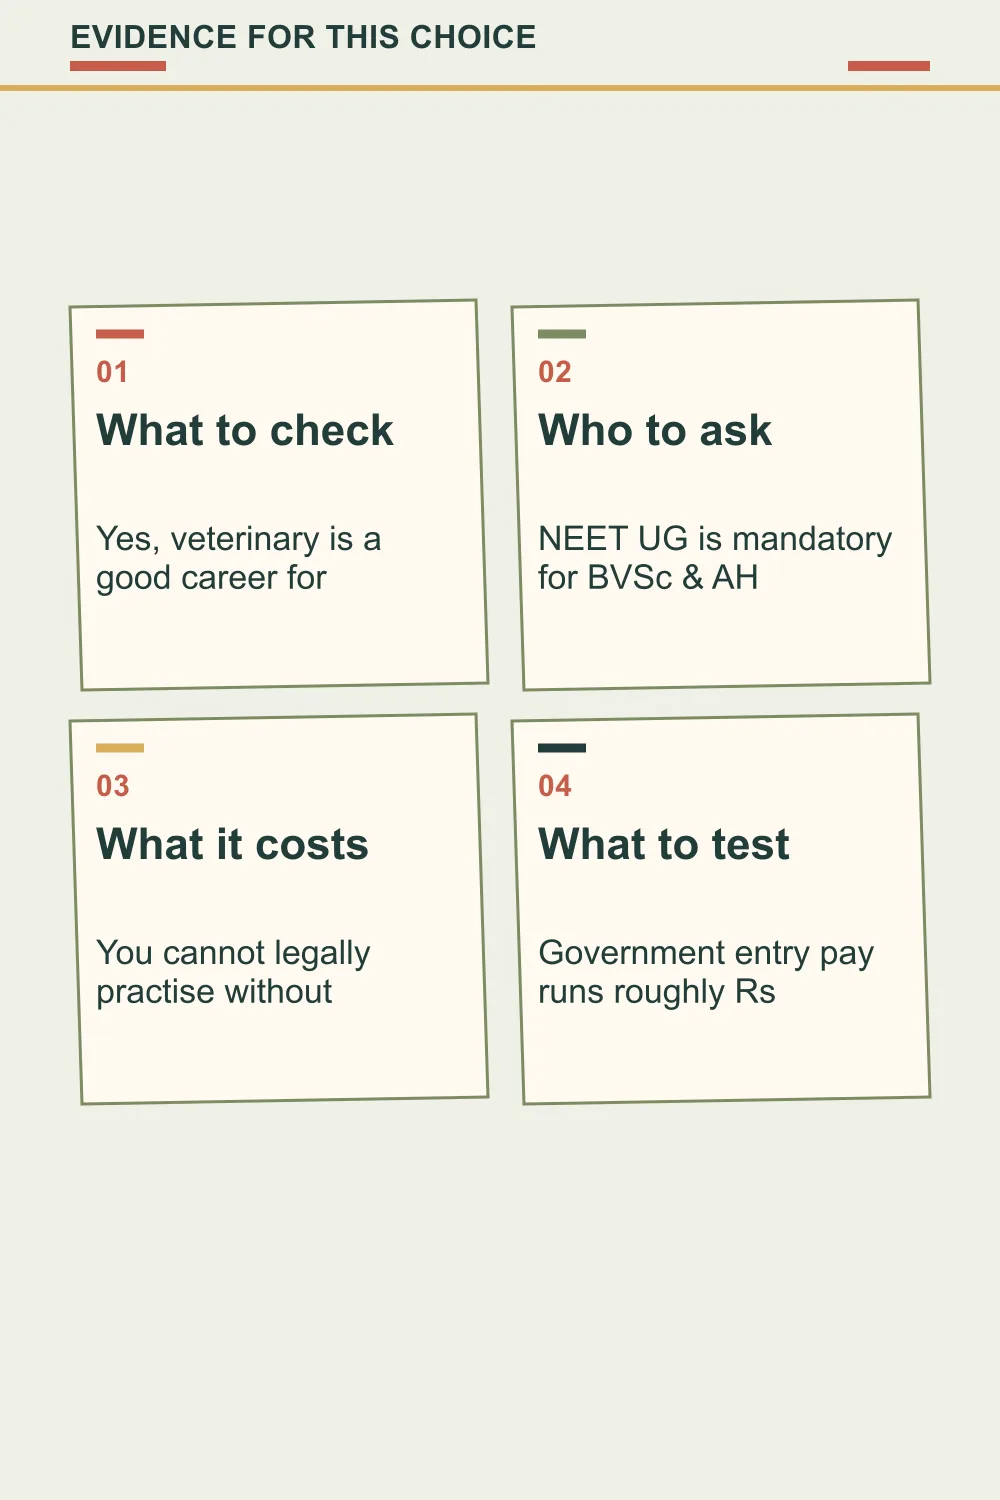 EVIDENCE FOR THIS CHOICE
01
What to check
Yes, veterinary is a
good career for
02
Who to ask
NEET UG is mandatory
for BVSc & AH
03
What it costs
You cannot legally
practise without
04
What to test
Government entry pay
runs roughly Rs